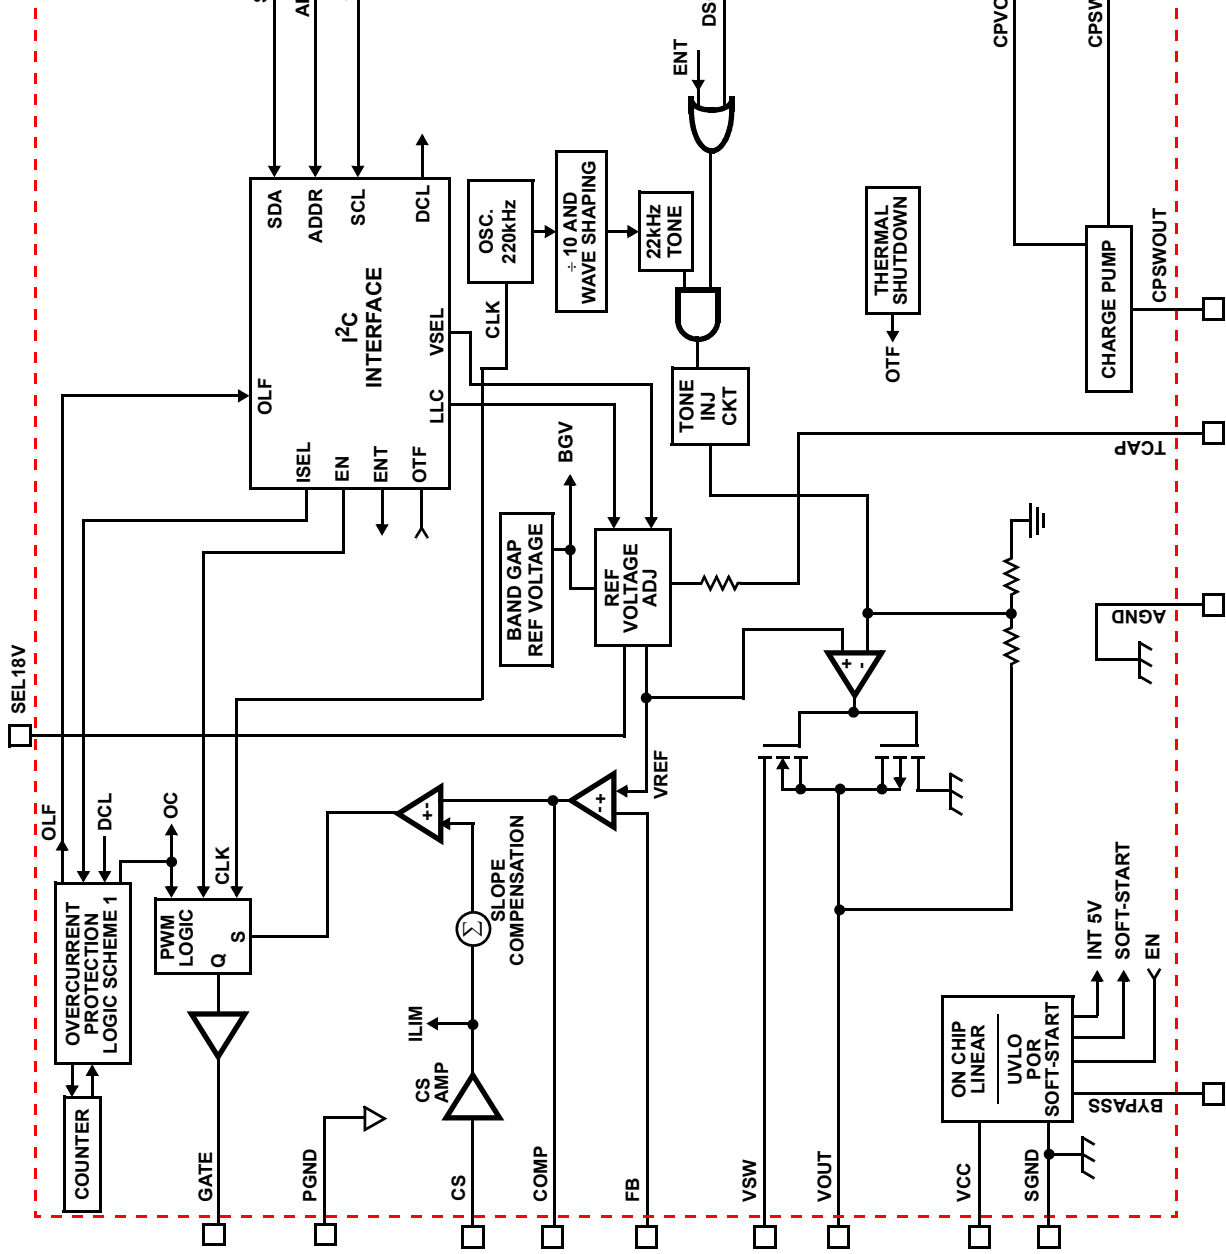 CPVO
CPSW
DS
ENT
SDA
ADDR
SCL
DCL
OLF
I²C
INTERFACE
VSEL
LLC
ISEL
EN
ENT
OTF
OSC.
220kHz
CLK
÷ 10 AND
WAVE SHAPING
22kHz
TONE
TONE
INJ
CKT
THERMAL
SHUTDOWN
OTF
CHARGE PUMP
CPSWOUT
TCAP
AGND
BGV
BAND GAP
REF VOLTAGE
REF
VOLTAGE
ADJ
SEL18V
OLF
DCL
OC
CLK
OVERCURRENT
PROTECTION
LOGIC SCHEME 1
PWM
LOGIC
S
Q
COUNTER
+-
-+
VREF
+ -
SLOPE
COMPENSATION
Σ
ILIM
CS
AMP
INT 5V
SOFT-START
EN
ON CHIP
LINEAR
UVLO
POR
SOFT-START
BYPASS
GATE
PGND
CS
COMP
FB
VSW
VOUT
VCC
SGND